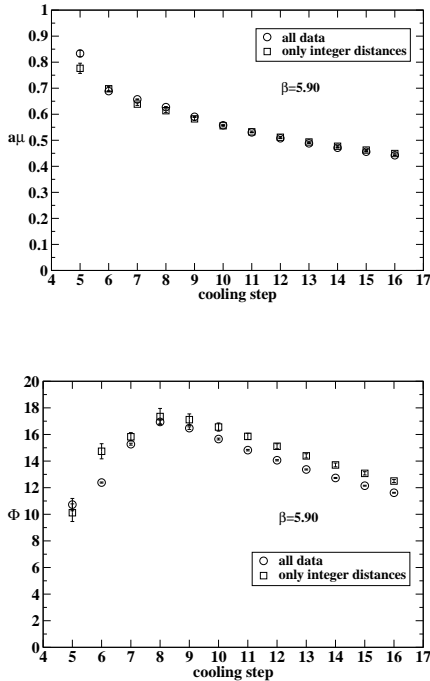 1
0.9
0.8
0.7
0.6
0.5
0.4
0.3
0.2
0.1
0
aμ
all data
only integer distances
β=5.90
4 5 6 7 8 9 10 11 12 13 14 15 16 17
cooling step
20
18
16
14
12
10
8
6
4
2
0
Φ
β=5.90
all data
only integer distances
4 5 6 7 8 9 10 11 12 13 14 15 16 17
cooling step